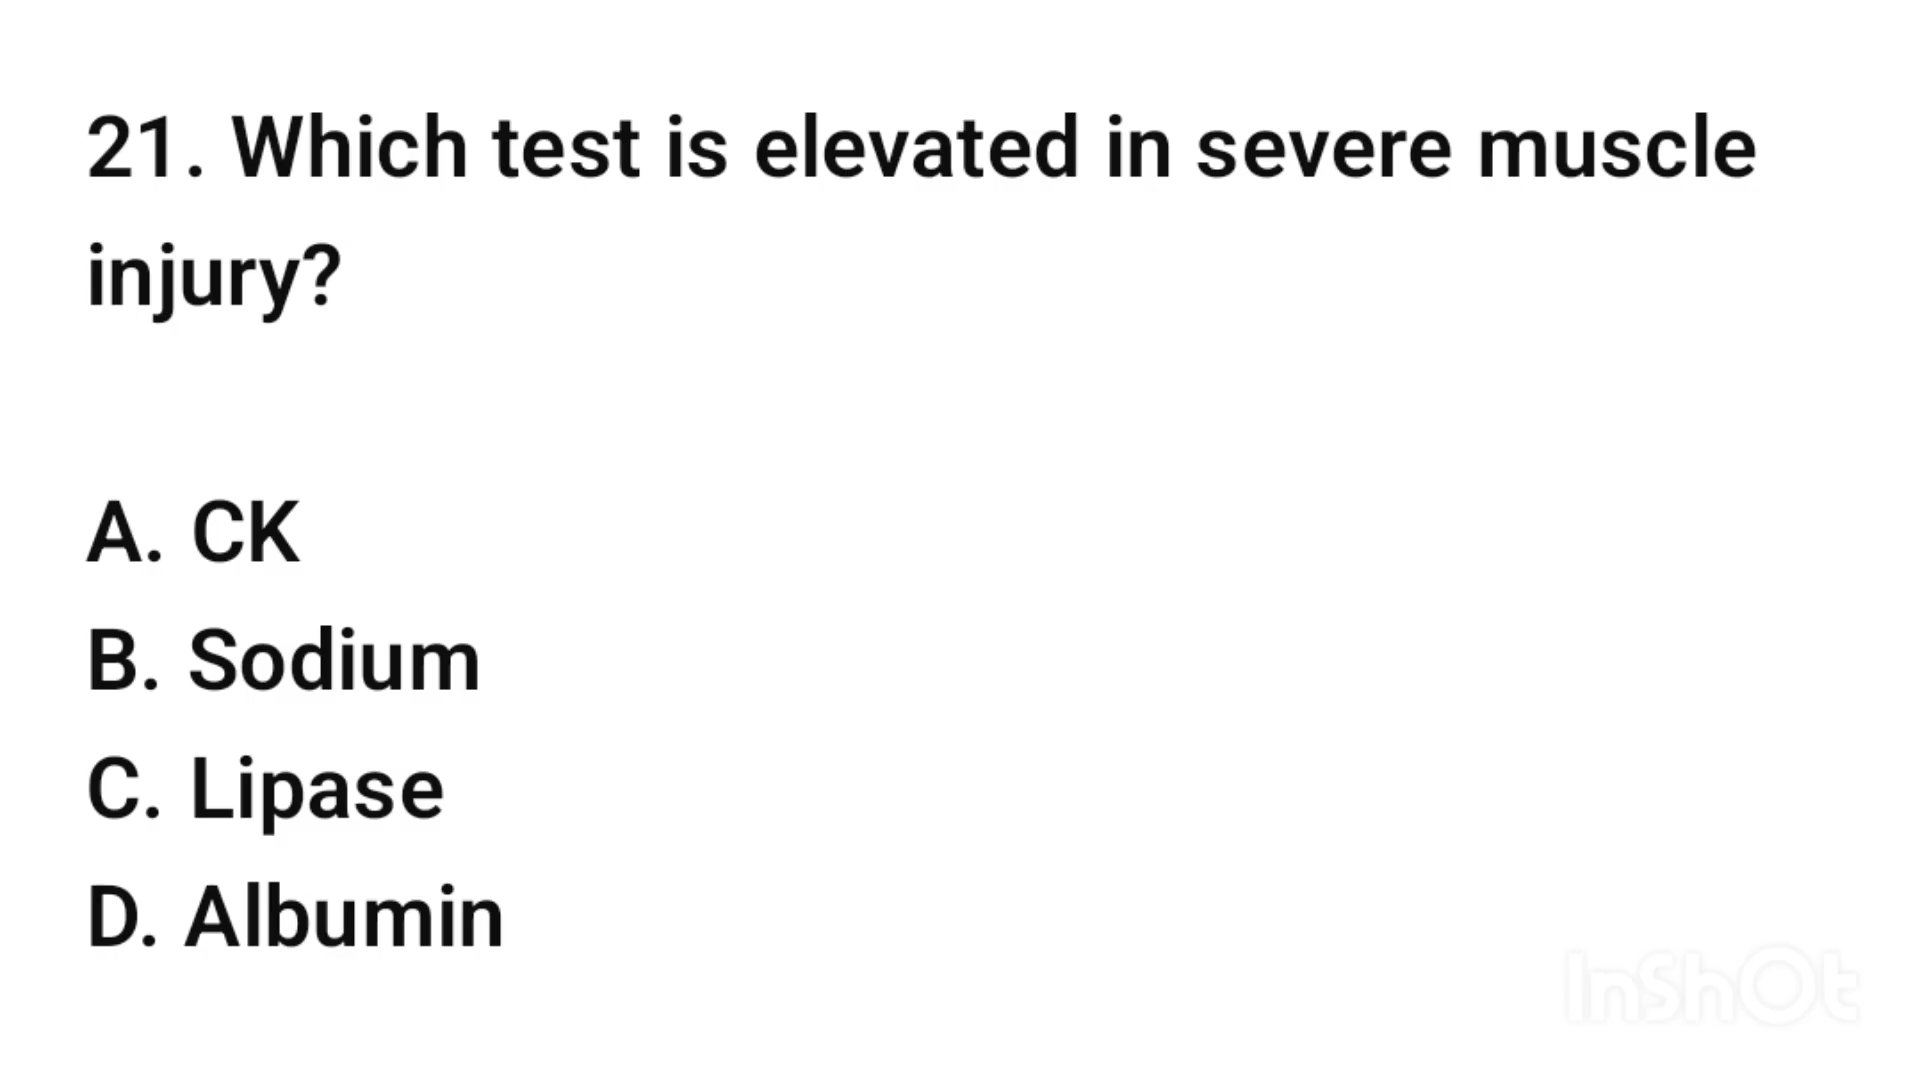 21. Which test is elevated in severe muscle
injury?
A. CK
B. Sodium
C. Lipase
D. Albumin
InShOt